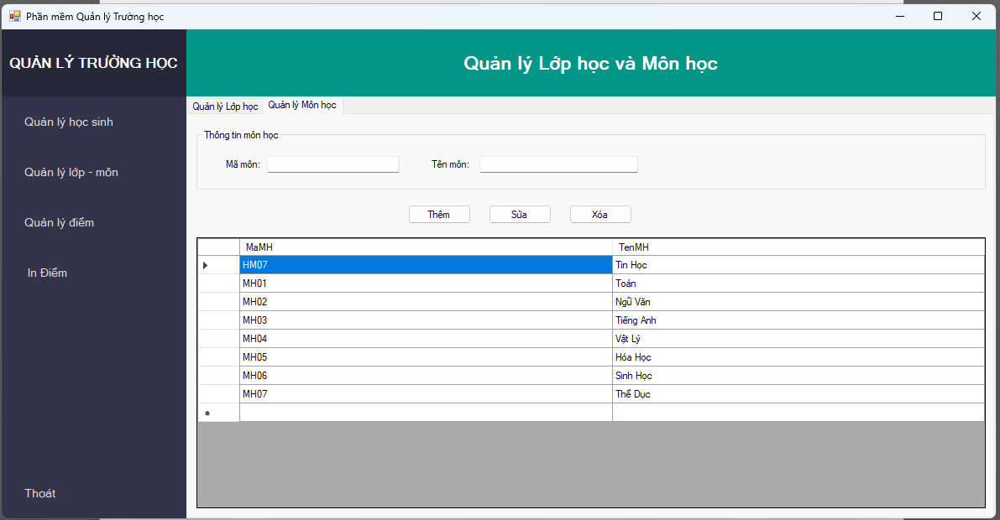 Phần mềm Quản lý Trường học
QUẢN LÝ TRƯỜNG HỌC
Quản lý Lớp học và Môn học
Quản lý học sinh
Quản lý lớp - môn
Quản lý điểm
In Điểm
Thoát
Quản lý Lớp học Quản lý Môn học
Thông tin môn học
Mã môn: Tên môn:
Thêm Sửa Xóa
MaMH TenMH
HM07 Tin Học
MH01 Toán
MH02 Ngữ Văn
MH03 Tiếng Anh
MH04 Vật Lý
MH05 Hóa Học
MH06 Sinh Học
MH07 Thể Dục